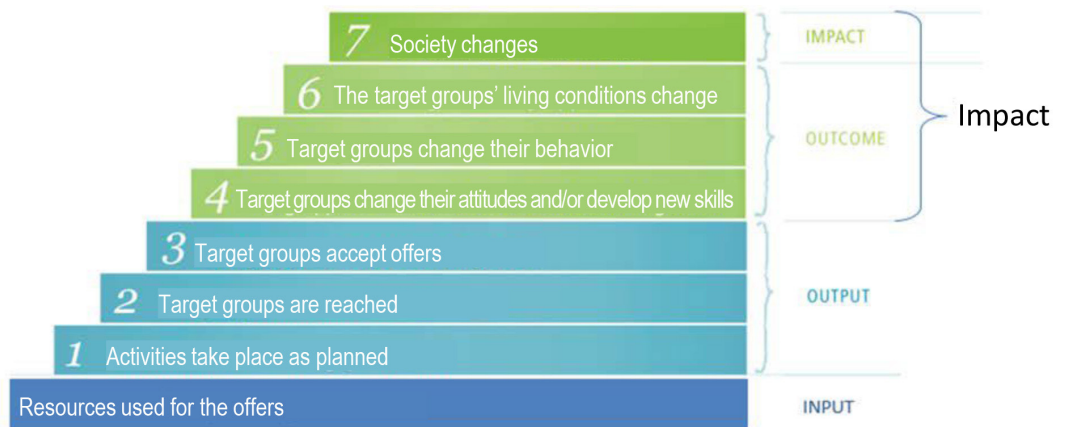 7 Society changes
IMPACT
6 The target groups’ living conditions change
Impact
5 Target groups change their behavior
OUTCOME
4 Target groups change their attitudes and/or develop new skills
3 Target groups accept offers
2 Target groups are reached
OUTPUT
1 Activities take place as planned
Resources used for the offers
INPUT